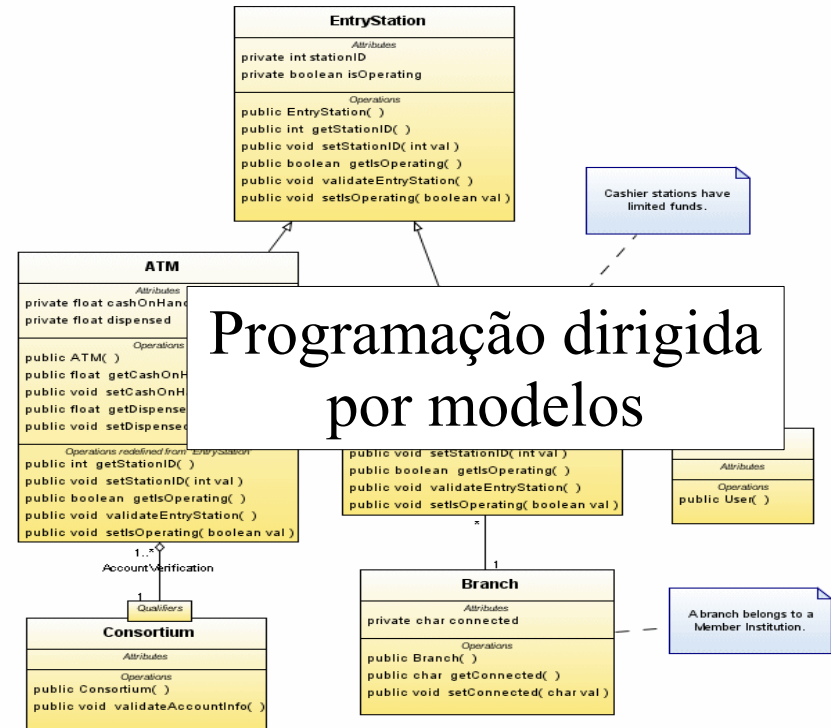 EntryStation
Attributes
private int stationID
private boolean isOperating
Operations
public EntryStation( )
public int getStationID( )
public void setStationID( int val )
public boolean getIsOperating( )
public void validateEntryStation( )
public void setIsOperating( boolean val )
Cashier stations have
limited funds.
ATM
Attributes
private float cashOnHand
private float dispensed
Operations
public ATM( )
public float getCashOnH
public void setCashOnH
public float getDispense
public void setDispensed
Operations redefined from EntryStation
public int getStationID( )
public void setStationID( int val )
public boolean getIsOperating( )
public void validateEntryStation( )
public void setIsOperating( boolean val )
Programação dirigida
por modelos
public void setStationID( int val )
public boolean getIsOperating( )
public void validateEntryStation( )
public void setIsOperating( boolean val )
Attributes
Operations
public User( )
1..*
AccountVerification
1
Qualifiers
Consortium
Attributes
Operations
public Consortium( )
public void validateAccountInfo( )
*
1
Branch
Attributes
private char connected
Operations
public Branch( )
public char getConnected( )
public void setConnected( char val )
A branch belongs to a
Member Institution.